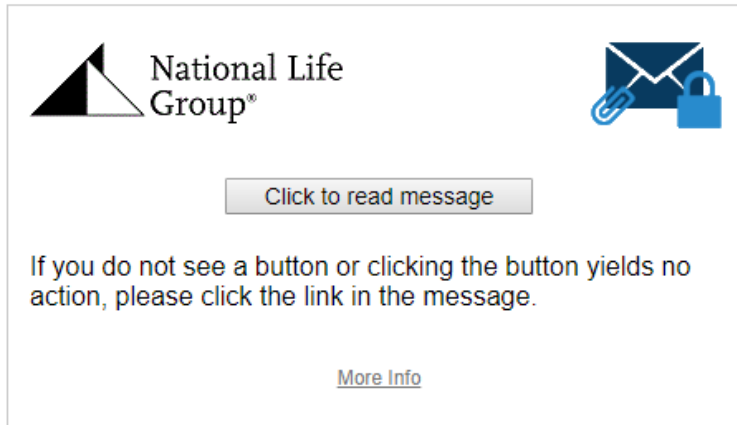 National Life
Group®
Click to read message
If you do not see a button or clicking the button yields no
action, please click the link in the message.
More Info